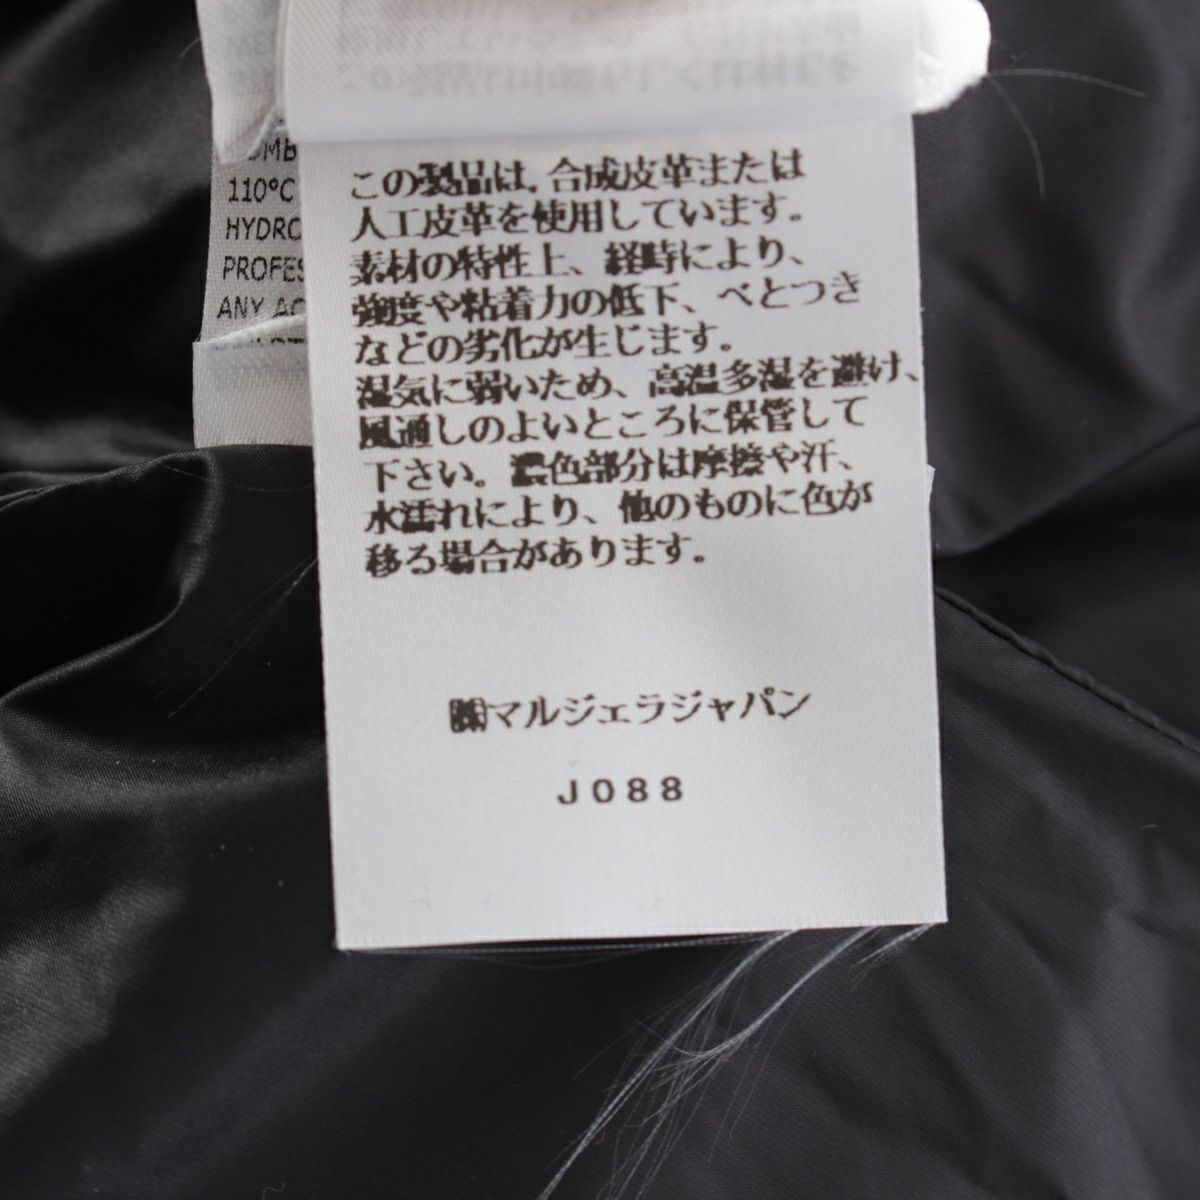 110°C
HYDRO
PROFES
ANY AC
この製品は、合成皮革または
人工皮革を使用しています。
素材の特性上、経時により、
強度や粘着力の低下、べとつき
などの劣化が生じます。
湿気に弱いため、高温多湿を避け、
風通しのよいところに保管して
下さい。濃色部分は摩擦や汗、
水濡れにより、他のものに色が
移る場合があります。
㈱マルジェラジャパン
J088